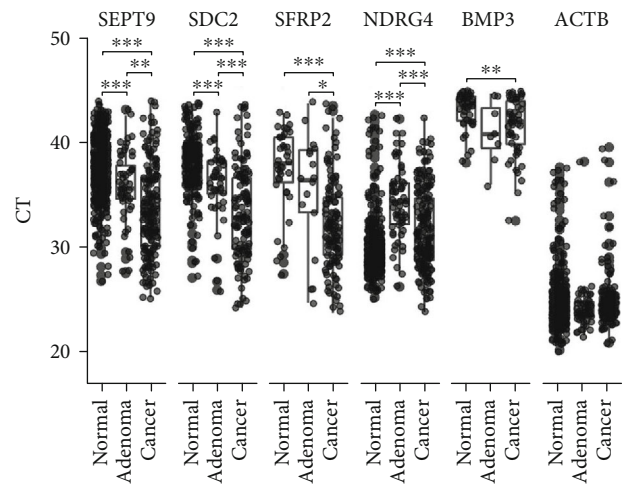 SEPT9 SDC2 SFRP2 NDRG4 BMP3 ACTB
50
*** *** *** *** **
** *** * ***
*** *** ***
40
CT
30
20
Normal Adenoma Cancer Normal Adenoma Cancer Normal Adenoma Cancer Normal Adenoma Cancer Normal Adenoma Cancer Normal Adenoma Cancer